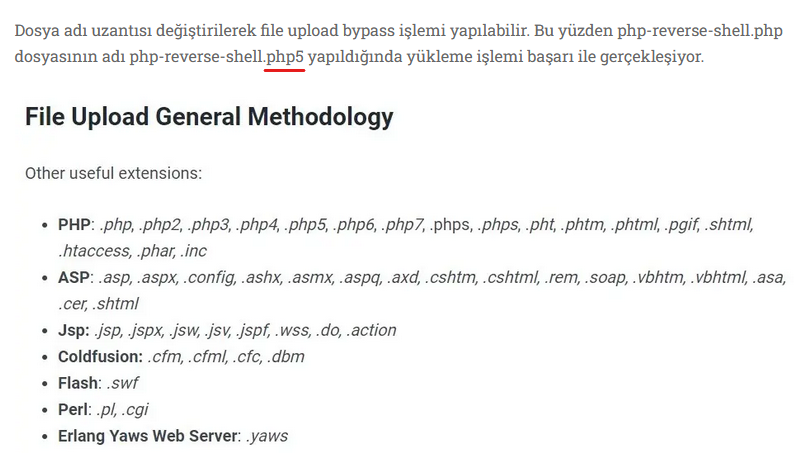 Dosya adı uzantısı değiştirilerek file upload bypass işlemi yapılabilir. Bu yüzden php-reverse-shell.php
dosyasının adı php-reverse-shell.php5 yapıldığında yükleme işlemi başarı ile gerçekleşiyor.
File Upload General Methodology
Other useful extensions:
• PHP: .php, .php2, .php3, .php4, .php5, .php6, .php7, .phps, .phps, .pht, .phtm, .phtml, .pgif, .shtml,
.htaccess, .phar, .inc
• ASP: .asp, .aspx, .config, .ashx, .asmx, .aspq, .axd, .cshtm, .cshtml, .rem, .soap, .vbhtm, .vbhtml, .asa,
.cer, .shtml
• Jsp: .jsp, .jspx, .jsw, .jsv, .jspf, .wss, .do, .action
• Coldfusion: .cfm, .cfml, .cfc, .dbm
• Flash: .swf
• Perl: .pl, .cgi
• Erlang Yaws Web Server: .yaws